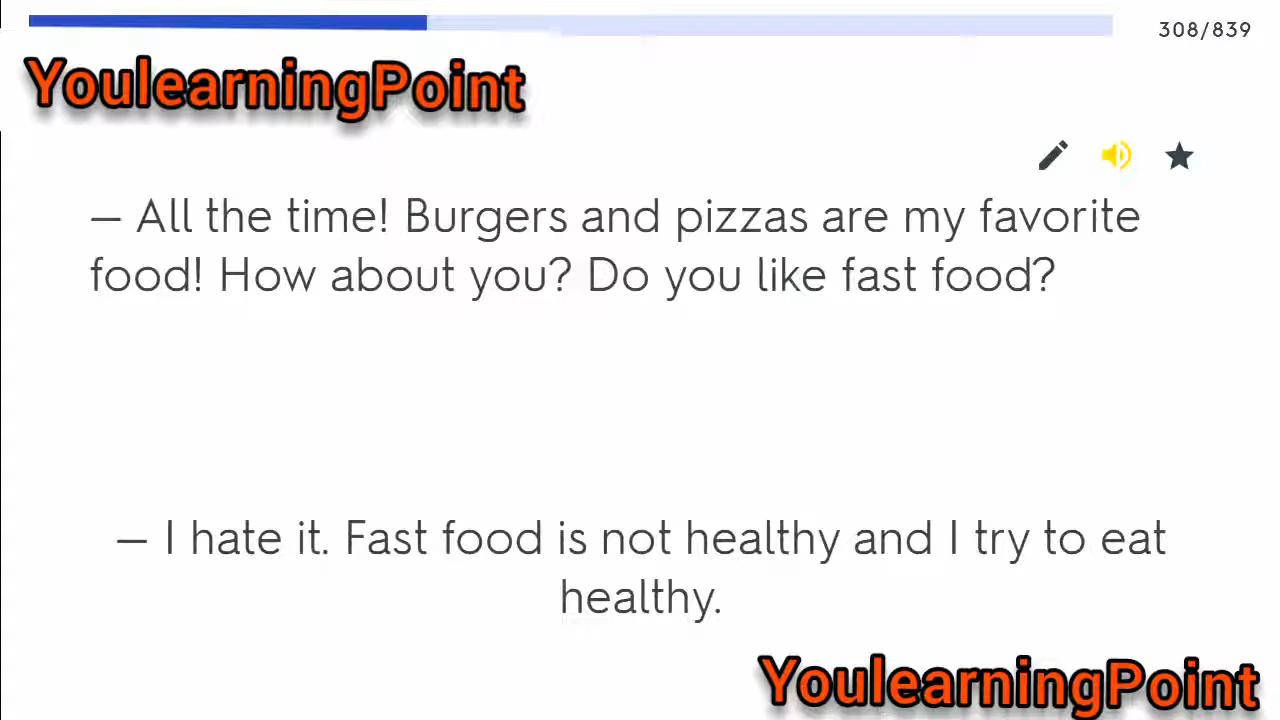 308/839
YoulearningPoint
– All the time! Burgers and pizzas are my favorite
food! How about you? Do you like fast food?
– I hate it. Fast food is not healthy and I try to eat
healthy.
YoulearningPoint